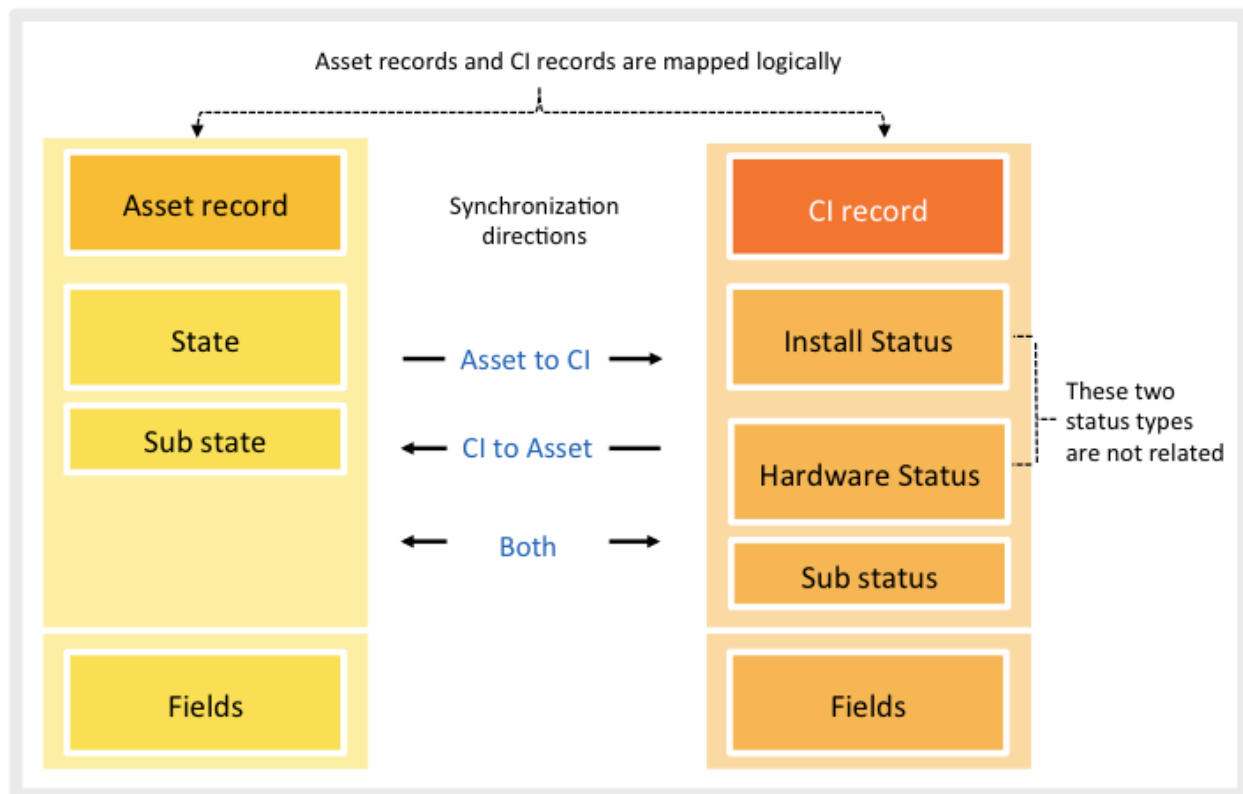 Asset records and CI records are mapped logically
Asset record
Synchronization
directions
CI record
State
Install Status
Asset to CI
These two
status types
are not related
Sub state
CI to Asset
Hardware Status
Both
Sub status
Fields
Fields